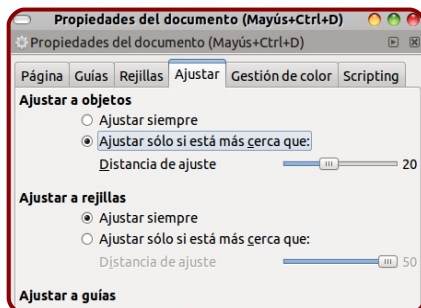 Propiedades del documento (Mayús+Ctrl+D)
Propiedades del documento (Mayús+Ctrl+D)
Página Guías Rejillas Ajustar Gestión de color Scripting
Ajustar a objetos
Ajustar siempre
Ajustar sólo si está más cerca que:
Distancia de ajuste 20
Ajustar a rejillas
Ajustar siempre
Ajustar sólo si está más cerca que:
Distancia de ajuste 50
Ajustar a guías